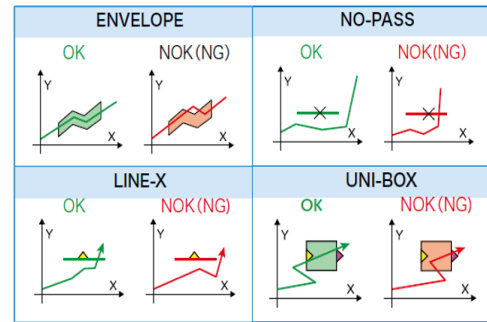 ENVELOPE
OK NOK(NG)
Y Y
X X
NO-PASS
OK NOK(NG)
Y Y
X X
LINE-X
OK NOK(NG)
Y Y
X X
UNI-BOX
OK NOK(NG)
Y Y
X X